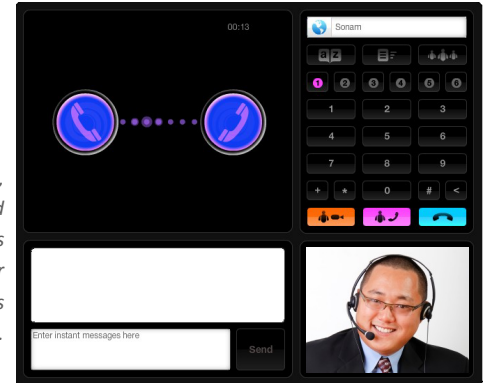 00:13
Sonam
a z
1 2 3 4 5 6
1 2 3
4 5 6
7 8 9
+ * 0 # <
Enter instant messages here
Send
d
s
r
s
.